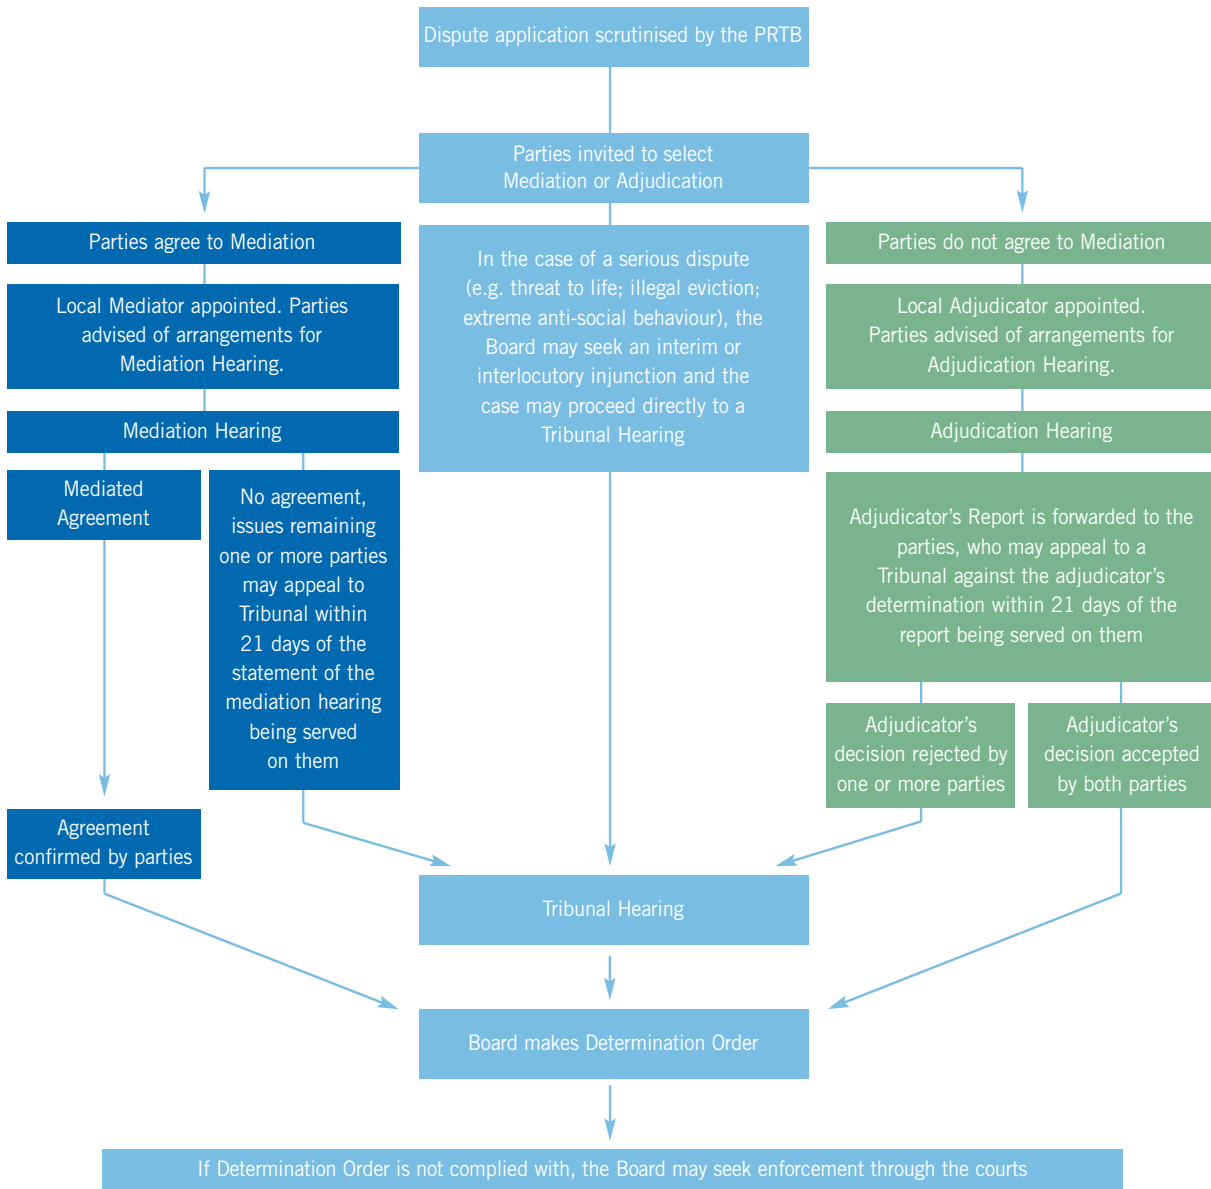 Dispute application scrutinised by the PRTB
Parties invited to select
Mediation or Adjudication
Parties agree to Mediation
Local Mediator appointed. Parties
advised of arrangements for
Mediation Hearing.
Mediation Hearing
Mediated
Agreement
No agreement,
issues remaining
one or more parties
may appeal to
Tribunal within
21 days of the
statement of the
mediation hearing
being served
on them
Agreement
confirmed by parties
In the case of a serious dispute
(e.g. threat to life; illegal eviction;
extreme anti-social behaviour), the
Board may seek an interim or
interlocutory injunction and the
case may proceed directly to a
Tribunal Hearing
Parties do not agree to Mediation
Local Adjudicator appointed.
Parties advised of arrangements for
Adjudication Hearing.
Adjudication Hearing
Adjudicator’s Report is forwarded to the
parties, who may appeal to a
Tribunal against the adjudicator’s
determination within 21 days of the
report being served on them
Adjudicator’s
decision rejected by
one or more parties
Adjudicator’s
decision accepted
by both parties
Tribunal Hearing
Board makes Determination Order
If Determination Order is not complied with, the Board may seek enforcement through the courts